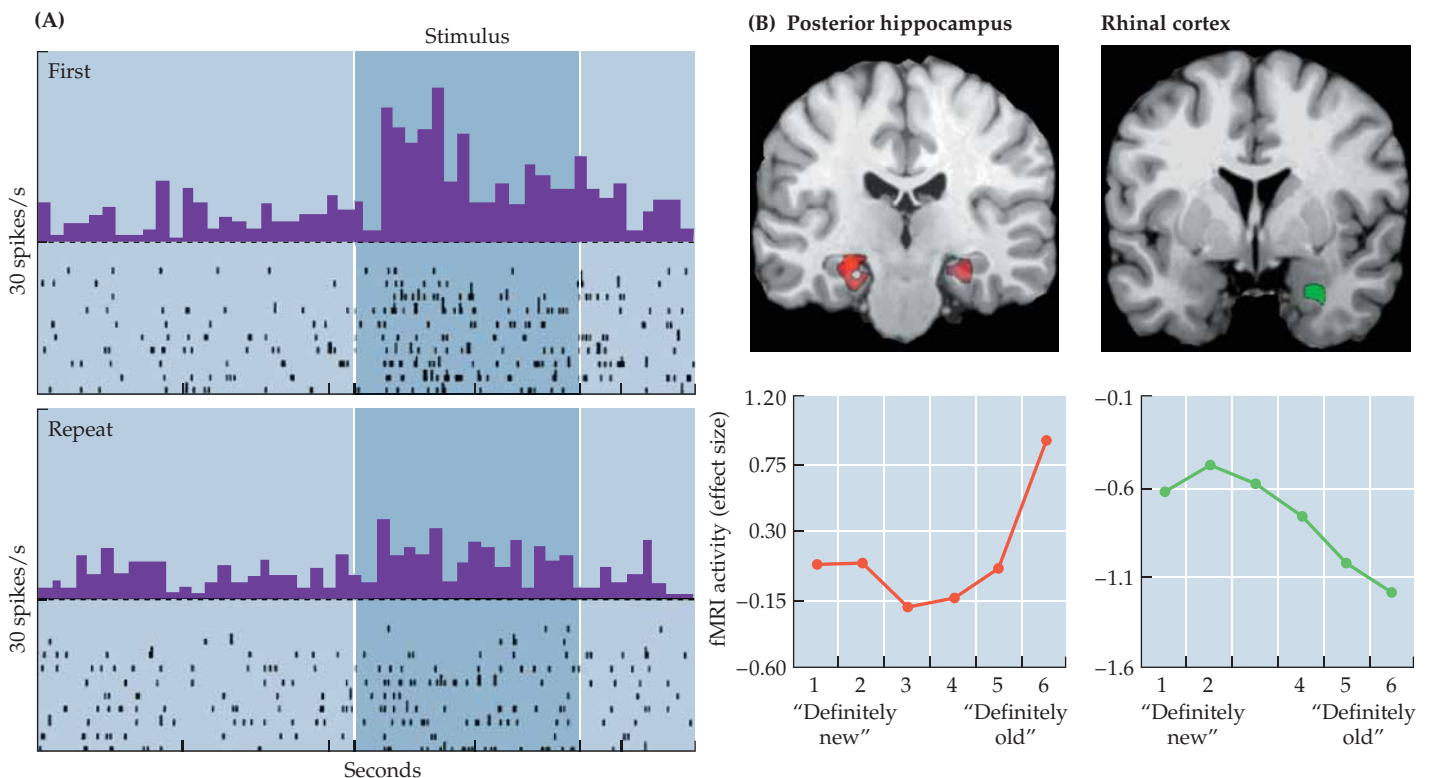 (A)
Stimulus
First
30 spikes/s
Repeat
30 spikes/s
Seconds
(B) Posterior hippocampus
Rhinal cortex
fMRI activity (effect size)
1.20
0.75
0.30
−0.15
−0.60
1 2 3 4 5 6
“Definitely
new”
“Definitely
old”
−0.1
−0.6
−1.1
−1.6
1 2 4 5 6
“Definitely
new”
“Definitely
old”